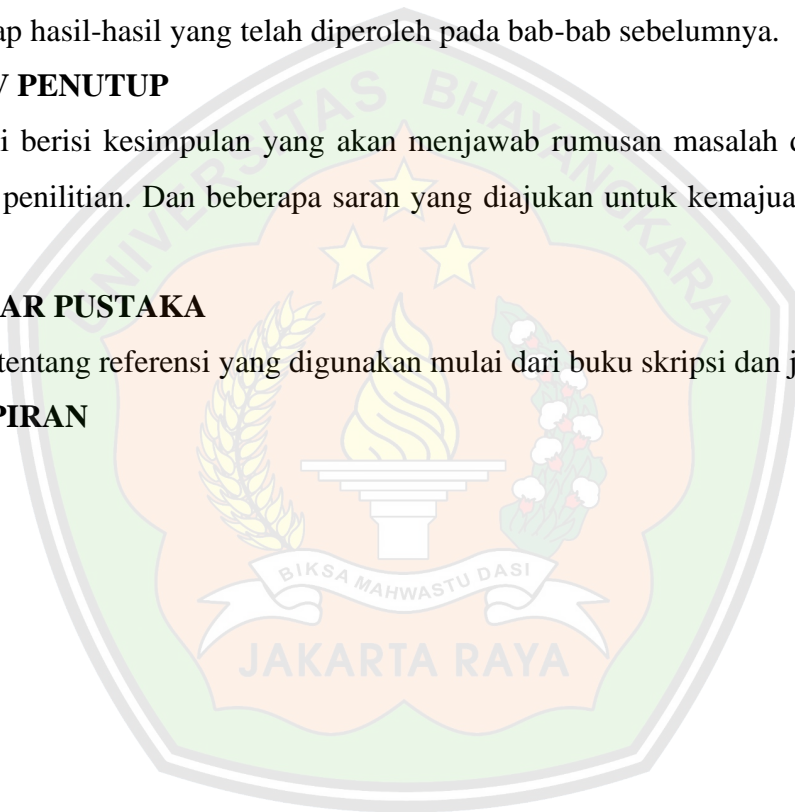 ap hasil-hasil yang telah diperoleh pada bab-bab sebelumnya.
V PENUTUP
i berisi kesimpulan yang akan menjawab rumusan masalah d
penilitian. Dan beberapa saran yang diajukan untuk kemajua
AR PUSTAKA
tentang referensi yang digunakan mulai dari buku skripsi dan j
PIRAN
UNIVERSITAS BHAYANGKARA
BIKSA MAHWASTU DASI
JAKARTA RAYA